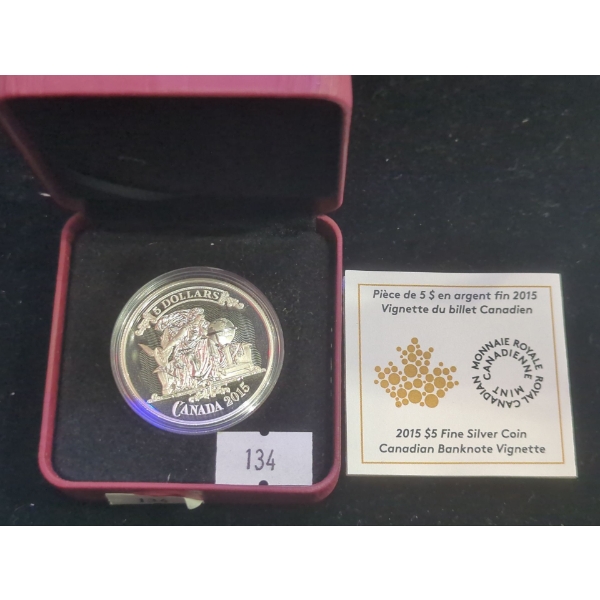 5 DOLLARS
CANADA 2015
134
Pièce de 5 $ en argent fin 2015
Vignette du billet Canadien
MONNAIE ROYALE CANADIENNE
ROYAL CANADIAN MINT
2015 $5 Fine Silver Coin
Canadian Banknote Vignette